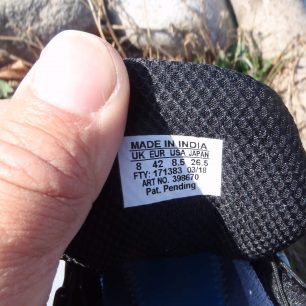 MADE IN INDIA
UK EUR USA JAPAN
8 42 8.5 26.5
FTY: 171383 03/18
ART NO. 398670
Pat. Pending